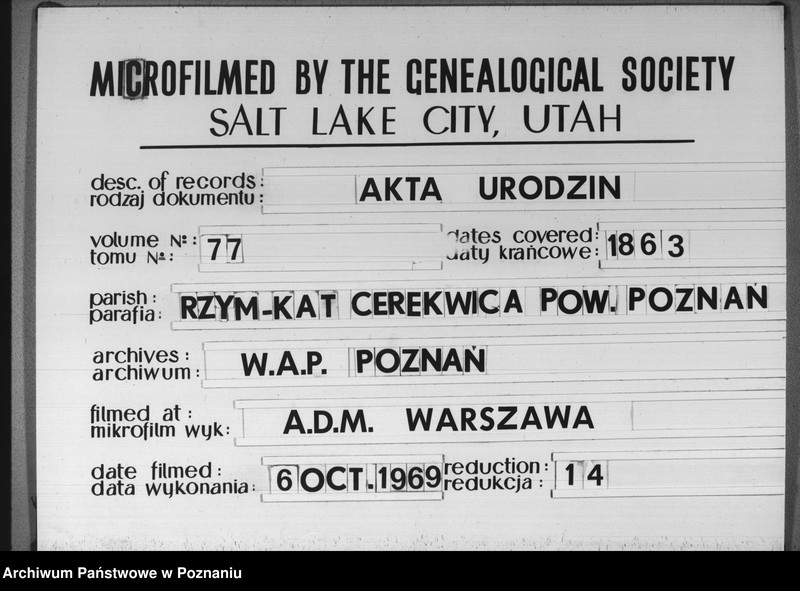 MICROFILMED BY THE GENEALOGICAL SOCIETY
SALT LAKE CITY, UTAH
desc. of records: AKTA URODZIN
rodzaj dokumentu:
volume Nº: 77 dates covered: 1863
tomu Nº: daty krańcowe:
parish: RZYM-KAT CEREKWICA POW. POZNAŃ
parafia:
archives: W.A.P. POZNAŃ
archiwum:
filmed at: A.D.M. WARSZAWA
mikrofilm wyk:
date filmed: 6 OCT. 1969 reduction: 14
data wykonania: redukcja:
Archiwum Państwowe w Poznaniu